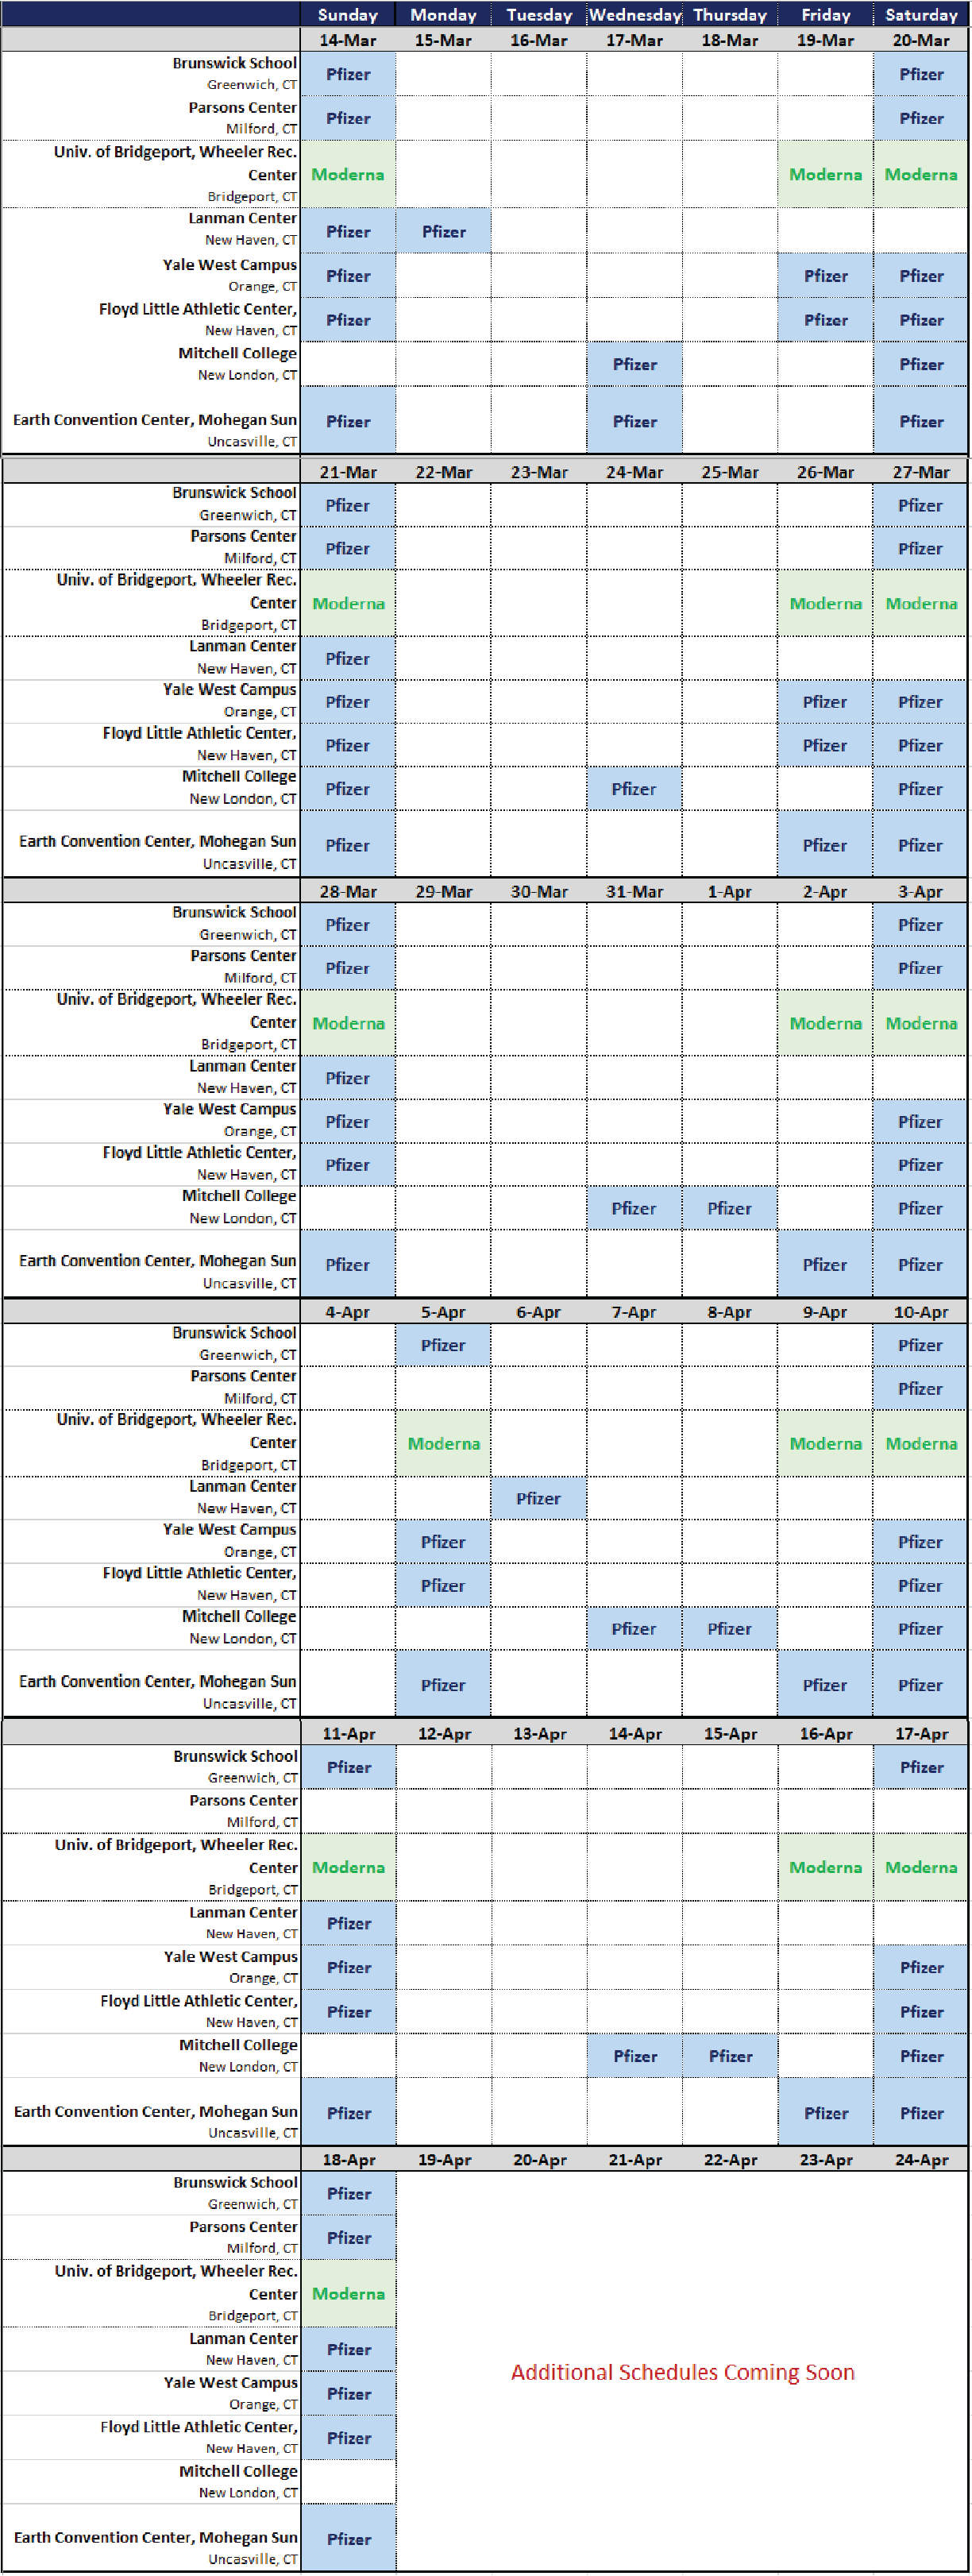 Sunday Monday Tuesday Wednesday Thursday Friday Saturday
14-Mar 15-Mar 16-Mar 17-Mar 18-Mar 19-Mar 20-Mar
Brunswick School
Greenwich, CT
Pfizer Pfizer
Parsons Center
Milford, CT
Pfizer Pfizer
Univ. of Bridgeport, Wheeler Rec.
Center
Bridgeport, CT
Moderna Moderna Moderna
Lanman Center
New Haven, CT
Pfizer Pfizer
Yale West Campus
Orange, CT
Pfizer Pfizer Pfizer
Floyd Little Athletic Center,
New Haven, CT
Pfizer Pfizer Pfizer
Mitchell College
New London, CT
Pfizer Pfizer
Earth Convention Center, Mohegan Sun
Uncasville, CT
Pfizer Pfizer Pfizer
21-Mar 22-Mar 23-Mar 24-Mar 25-Mar 26-Mar 27-Mar
Brunswick School
Greenwich, CT
Pfizer Pfizer
Parsons Center
Milford, CT
Pfizer Pfizer
Univ. of Bridgeport, Wheeler Rec.
Center
Bridgeport, CT
Moderna Moderna Moderna
Lanman Center
New Haven, CT
Pfizer
Yale West Campus
Orange, CT
Pfizer Pfizer Pfizer
Floyd Little Athletic Center,
New Haven, CT
Pfizer Pfizer Pfizer
Mitchell College
New London, CT
Pfizer Pfizer Pfizer
Earth Convention Center, Mohegan Sun
Uncasville, CT
Pfizer Pfizer Pfizer
28-Mar 29-Mar 30-Mar 31-Mar 1-Apr 2-Apr 3-Apr
Brunswick School
Greenwich, CT
Pfizer Pfizer
Parsons Center
Milford, CT
Pfizer Pfizer
Univ. of Bridgeport, Wheeler Rec.
Center
Bridgeport, CT
Moderna Moderna Moderna
Lanman Center
New Haven, CT
Pfizer
Yale West Campus
Orange, CT
Pfizer Pfizer
Floyd Little Athletic Center,
New Haven, CT
Pfizer Pfizer
Mitchell College
New London, CT
Pfizer Pfizer Pfizer
Earth Convention Center, Mohegan Sun
Uncasville, CT
Pfizer Pfizer Pfizer
4-Apr 5-Apr 6-Apr 7-Apr 8-Apr 9-Apr 10-Apr
Brunswick School
Greenwich, CT
Pfizer Pfizer
Parsons Center
Milford, CT
Pfizer
Univ. of Bridgeport, Wheeler Rec.
Center
Bridgeport, CT
Moderna Moderna Moderna
Lanman Center
New Haven, CT
Pfizer
Yale West Campus
Orange, CT
Pfizer Pfizer
Floyd Little Athletic Center,
New Haven, CT
Pfizer Pfizer
Mitchell College
New London, CT
Pfizer Pfizer Pfizer
Earth Convention Center, Mohegan Sun
Uncasville, CT
Pfizer Pfizer Pfizer
11-Apr 12-Apr 13-Apr 14-Apr 15-Apr 16-Apr 17-Apr
Brunswick School
Greenwich, CT
Pfizer Pfizer
Parsons Center
Milford, CT
Univ. of Bridgeport, Wheeler Rec.
Center
Bridgeport, CT
Moderna Moderna Moderna
Lanman Center
New Haven, CT
Pfizer
Yale West Campus
Orange, CT
Pfizer Pfizer
Floyd Little Athletic Center,
New Haven, CT
Pfizer Pfizer
Mitchell College
New London, CT
Pfizer Pfizer Pfizer
Earth Convention Center, Mohegan Sun
Uncasville, CT
Pfizer Pfizer Pfizer
18-Apr 19-Apr 20-Apr 21-Apr 22-Apr 23-Apr 24-Apr
Brunswick School
Greenwich, CT
Pfizer
Parsons Center
Milford, CT
Pfizer
Univ. of Bridgeport, Wheeler Rec.
Center
Bridgeport, CT
Moderna
Lanman Center
New Haven, CT
Pfizer
Additional Schedules Coming Soon
Yale West Campus
Orange, CT
Pfizer
Floyd Little Athletic Center,
New Haven, CT
Pfizer
Mitchell College
New London, CT
Earth Convention Center, Mohegan Sun
Uncasville, CT
Pfizer